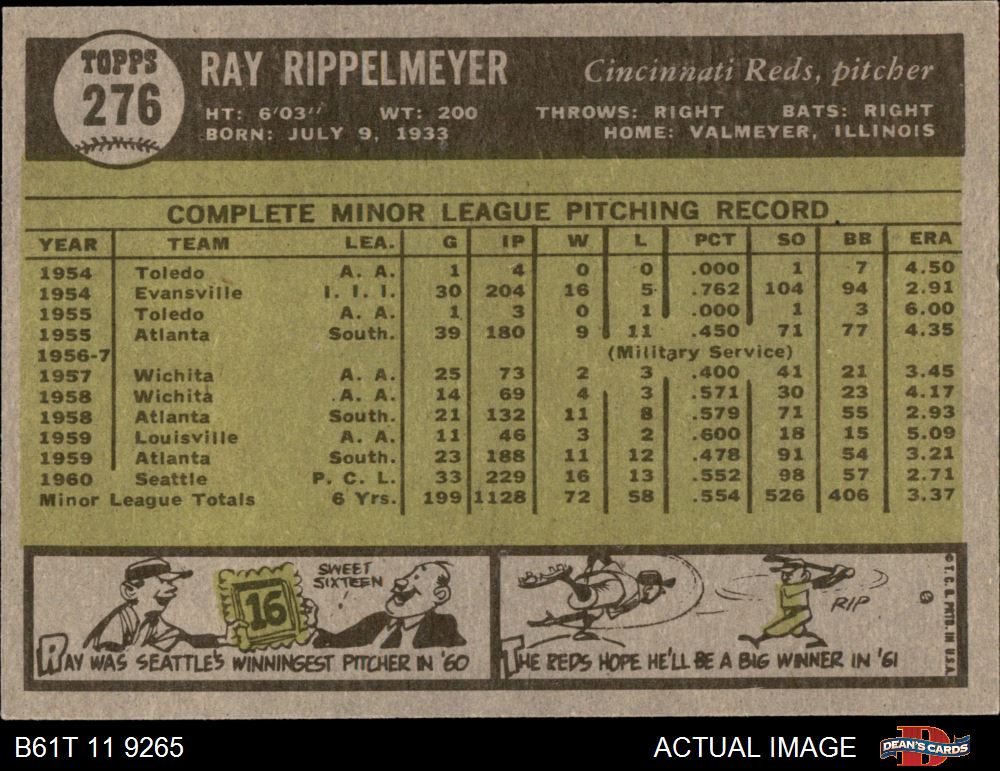 TOPPS
276
RAY RIPPELMEYER Cincinnati Reds, pitcher
HT: 6'03" WT: 200 THROWS: RIGHT BATS: RIGHT
BORN: JULY 9, 1933 HOME: VALMEYER, ILLINOIS
COMPLETE MINOR LEAGUE PITCHING RECORD
YEAR TEAM LEA. G IP W L PCT SO BB ERA
1954 Toledo A. A. 1 4 0 0 .000 1 7 4.50
1954 Evansville I. I. I. 30 204 16 5 .762 104 94 2.91
1955 Toledo A. A. 1 3 0 1 .000 1 3 6.00
1955 Atlanta South. 39 180 9 11 .450 71 77 4.35
1956-7 (Military Service)
1957 Wichita A. A. 25 73 2 3 .400 41 21 3.45
1958 Wichita A. A. 14 69 4 3 .571 30 23 4.17
1958 Atlanta South. 21 132 11 8 .579 71 55 2.93
1959 Louisville A. A. 11 46 3 2 .600 18 15 5.09
1959 Atlanta South. 23 188 11 12 .478 91 54 3.21
1960 Seattle P. C. L. 33 229 16 13 .552 98 57 2.71
Minor League Totals 6 Yrs. 199 1128 72 58 .554 526 406 3.37
SWEET
SIXTEEN
16
RAY WAS SEATTLE'S WINNINGEST PITCHER IN '60
RIP
THE REDS HOPE HE'LL BE A BIG WINNER IN '61
© T. C. G. PRTD. IN U.S.A.
B61T 11 9265 ACTUAL IMAGE DEAN'S CARDS